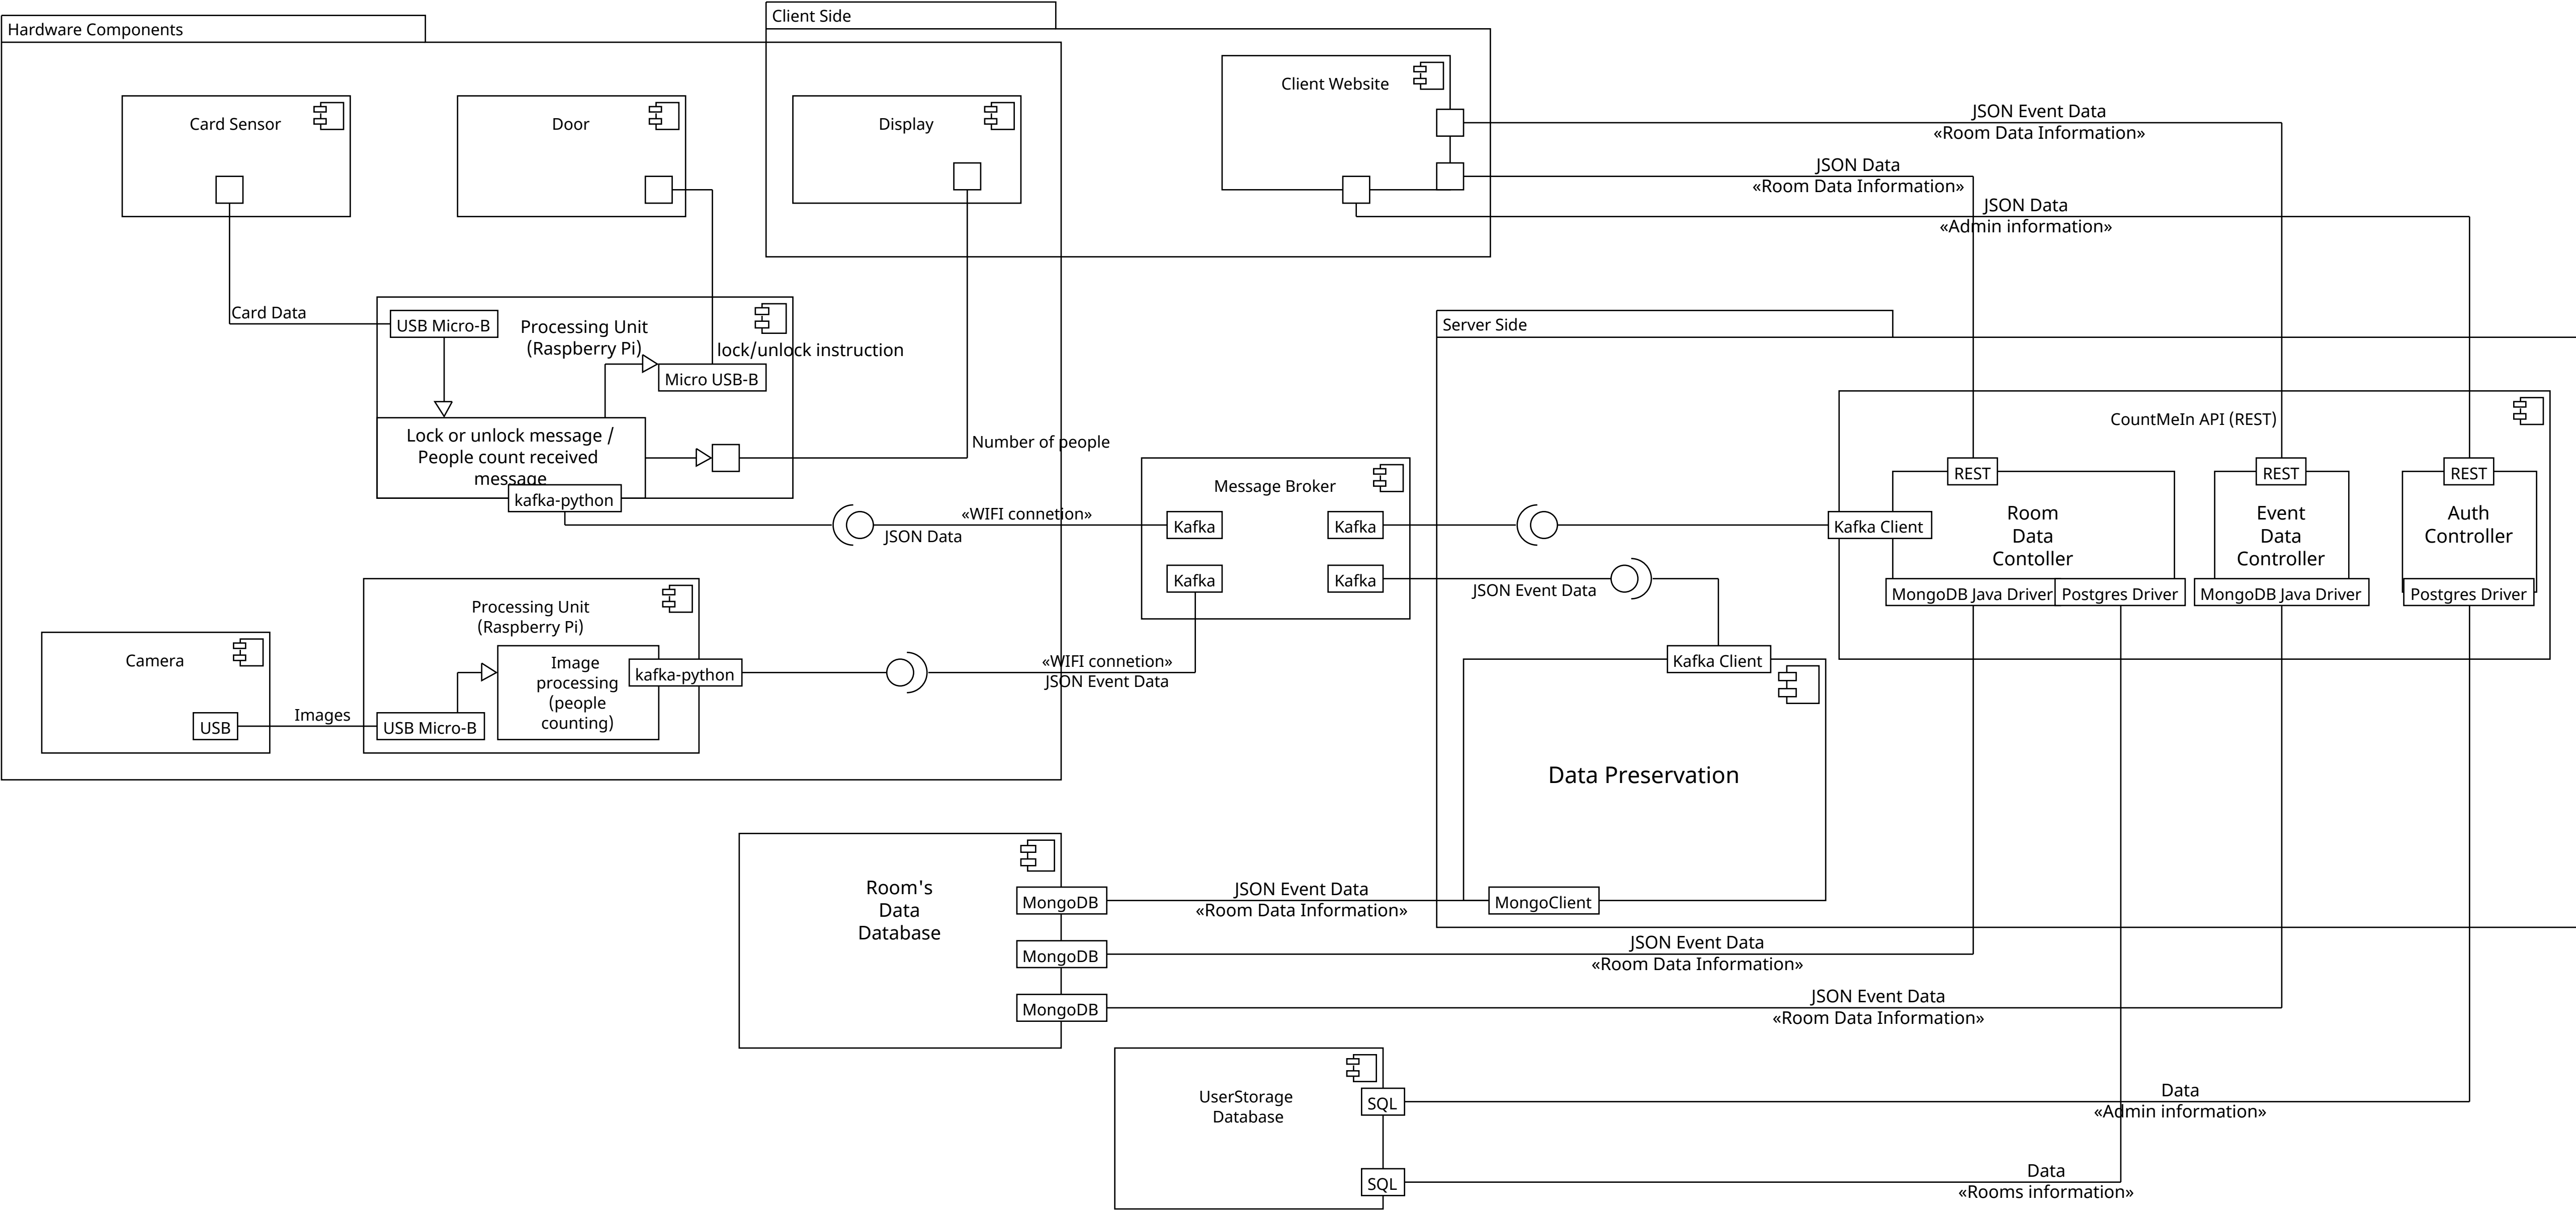 Client Side
Hardware Components
Client Website
Card Sensor
Door
Display
JSON Event Data
«Room Data Information»
JSON Data
«Room Data Information»
JSON Data
«Admin information»
Card Data
USB Micro-B
Processing Unit
(Raspberry Pi)
lock/unlock instruction
Micro USB-B
Server Side
Lock or unlock message /
People count received
message
kafka-python
Number of people
CountMeIn API (REST)
REST
REST
REST
Message Broker
«WIFI connetion»
JSON Data
Kafka
Kafka
Kafka Client
Room
Data
Contoller
Event
Data
Controller
Auth
Controller
Kafka
Kafka
JSON Event Data
MongoDB Java Driver
Postgres Driver
MongoDB Java Driver
Postgres Driver
Processing Unit
(Raspberry Pi)
Camera
Image
processing
(people
counting)
kafka-python
«WIFI connetion»
JSON Event Data
Kafka Client
USB
Images
USB Micro-B
Data Preservation
Room's
Data
Database
MongoDB
JSON Event Data
«Room Data Information»
MongoClient
MongoDB
JSON Event Data
«Room Data Information»
MongoDB
JSON Event Data
«Room Data Information»
UserStorage
Database
SQL
Data
«Admin information»
SQL
Data
«Rooms information»